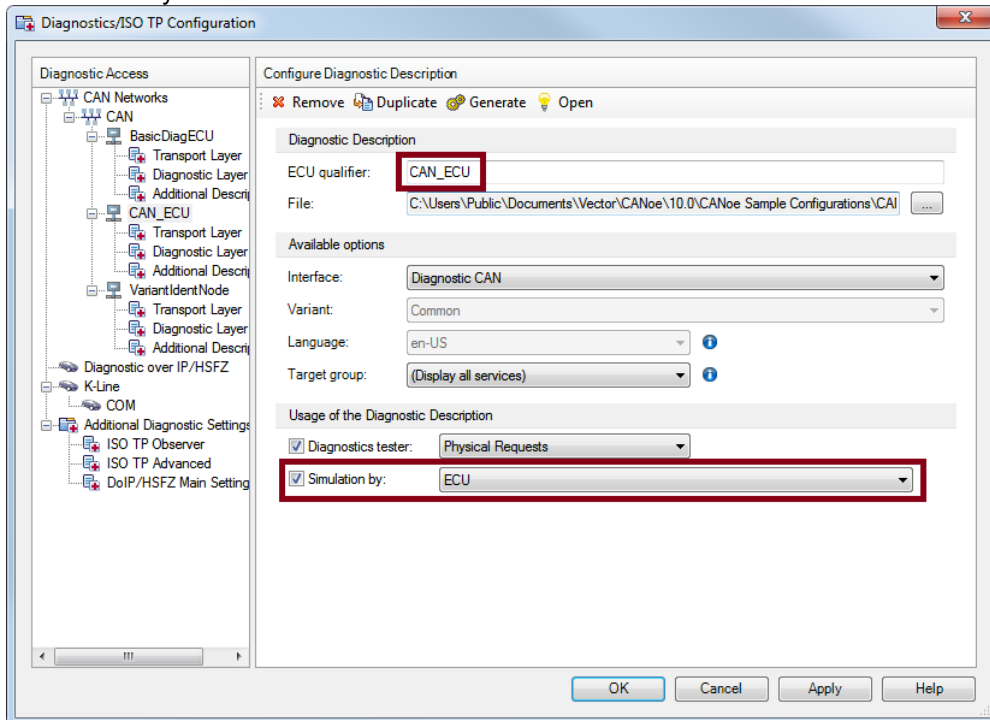 Diagnostics/ISO TP Configuration
x
Diagnostic Access
CAN Networks
CAN
BasicDiagECU
Transport Layer
Diagnostic Layer
Additional Descrip
CAN_ECU
Transport Layer
Diagnostic Layer
Additional Descrip
VariantIdentNode
Transport Layer
Diagnostic Layer
Additional Descrip
Diagnostic over IP/HSFZ
K-Line
COM
Additional Diagnostic Settings
ISO TP Observer
ISO TP Advanced
DoIP/HSFZ Main Setting
Configure Diagnostic Description
Remove Duplicate Generate Open
Diagnostic Description
ECU qualifier: CAN_ECU
File: C:\Users\Public\Documents\Vector\CANoe\10.0\CANoe Sample Configurations\CAI ...
Available options
Interface: Diagnostic CAN
Variant: Common
Language: en-US
Target group: (Display all services)
Usage of the Diagnostic Description
Diagnostics tester: Physical Requests
Simulation by: ECU
OK Cancel Apply Help